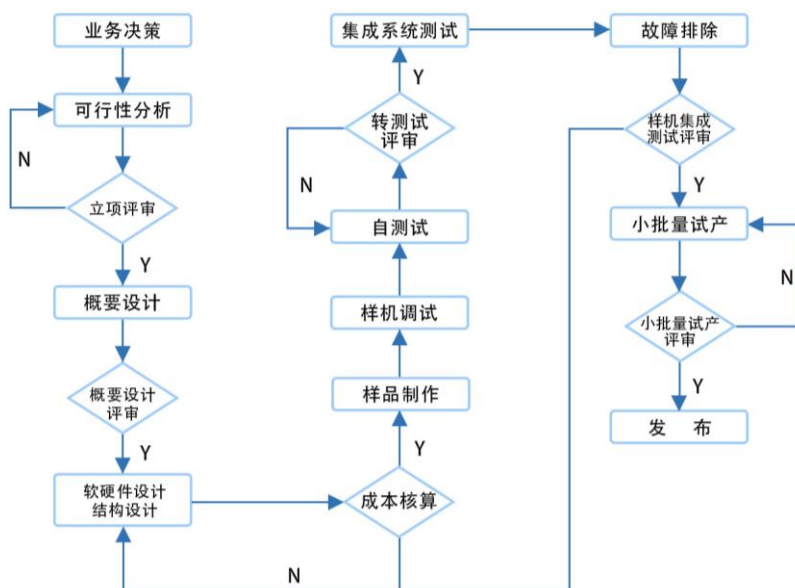 业务决策
可行性分析
N
立项评审
Y
概要设计
概要设计
评审
Y
软硬件设计
结构设计
集成系统测试
Y
转测试
评审
N
自测试
样机调试
样品制作
Y
成本核算
N
故障排除
样机集成
测试评审
Y
小批量试产
N
小批量试产
评审
Y
发 布